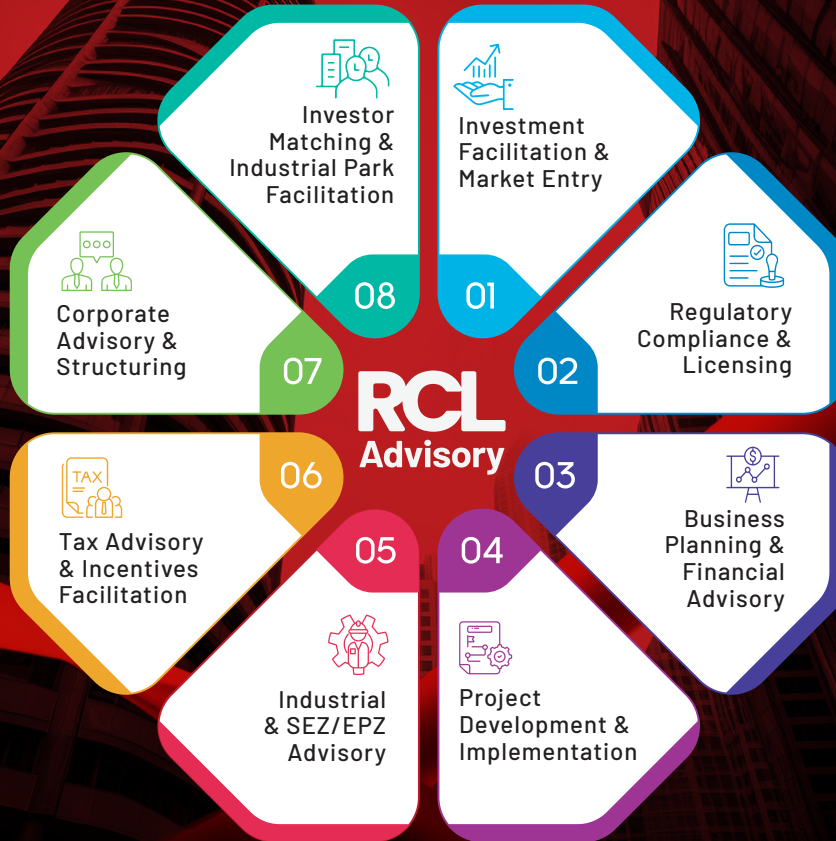 Investor
Matching &
Industrial Park
Facilitation
08
Investment
Facilitation &
Market Entry
01
Regulatory
Compliance &
Licensing
02
Business
Planning &
Financial
Advisory
03
Project
Development &
Implementation
04
Industrial
& SEZ/EPZ
Advisory
05
TAX
Tax Advisory
& Incentives
Facilitation
06
Corporate
Advisory &
Structuring
07
RCL
Advisory